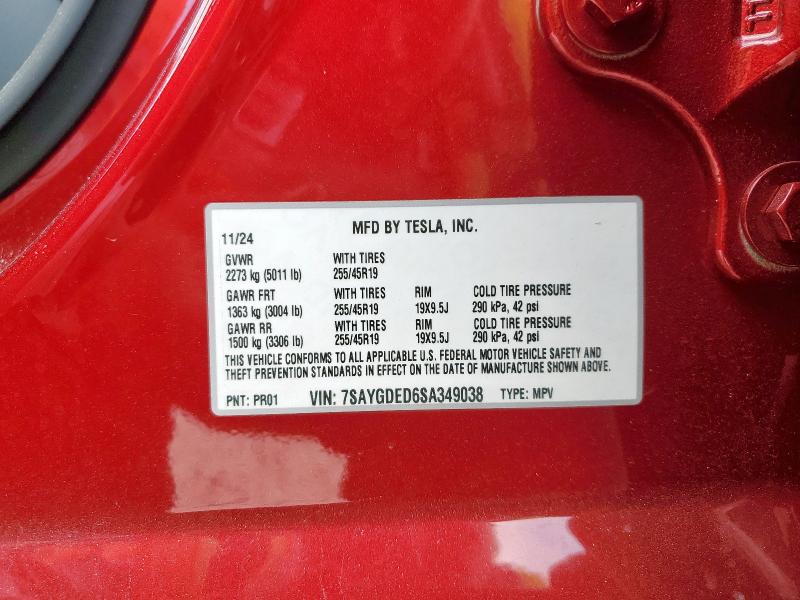 MFD BY TESLA, INC.
11/24
GVWR WITH TIRES
2273 kg (5011 lb) 255/45R19
GAWR FRT WITH TIRES RIM COLD TIRE PRESSURE
1363 kg (3004 lb) 255/45R19 19X9.5J 290 kPa, 42 psi
GAWR RR WITH TIRES RIM COLD TIRE PRESSURE
1500 kg (3306 lb) 255/45R19 19X9.5J 290 kPa, 42 psi
THIS VEHICLE CONFORMS TO ALL APPLICABLE U.S. FEDERAL MOTOR VEHICLE SAFETY AND
THEFT PREVENTION STANDARDS IN EFFECT ON THE DATE OF MANUFACTURE SHOWN ABOVE.
PNT: PR01 VIN: 7SAYGDED6SA349038 TYPE: MPV